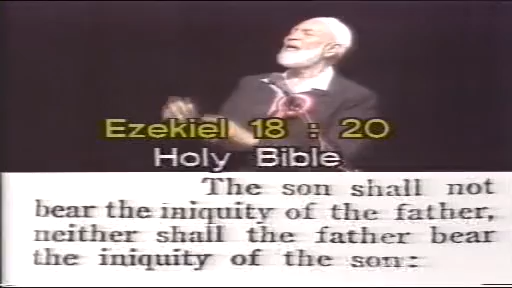 Ezekiel 18 : 20
Holy Bible
The son shall not
bear the iniquity of the father,
neither shall the father bear
the iniquity of the son: